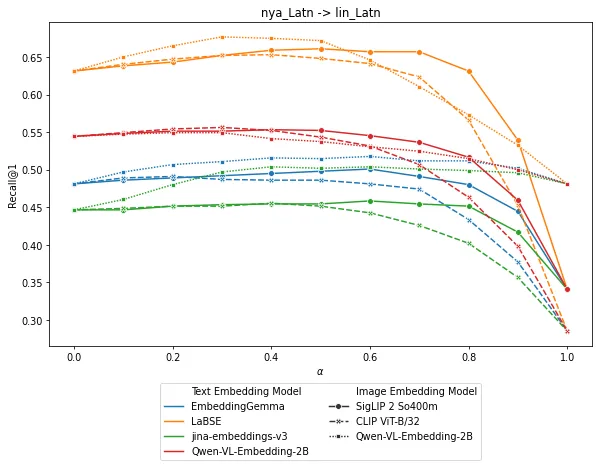 nya_Latn -> lin_Latn
Recall@1
0.65
0.60
0.55
0.50
0.45
0.40
0.35
0.30
0.0 0.2 0.4 0.6 0.8 1.0
α
Text Embedding Model Image Embedding Model
EmbeddingGemma SigLIP 2 So400m
LaBSE CLIP ViT-B/32
jina-embeddings-v3 Qwen-VL-Embedding-2B
Qwen-VL-Embedding-2B